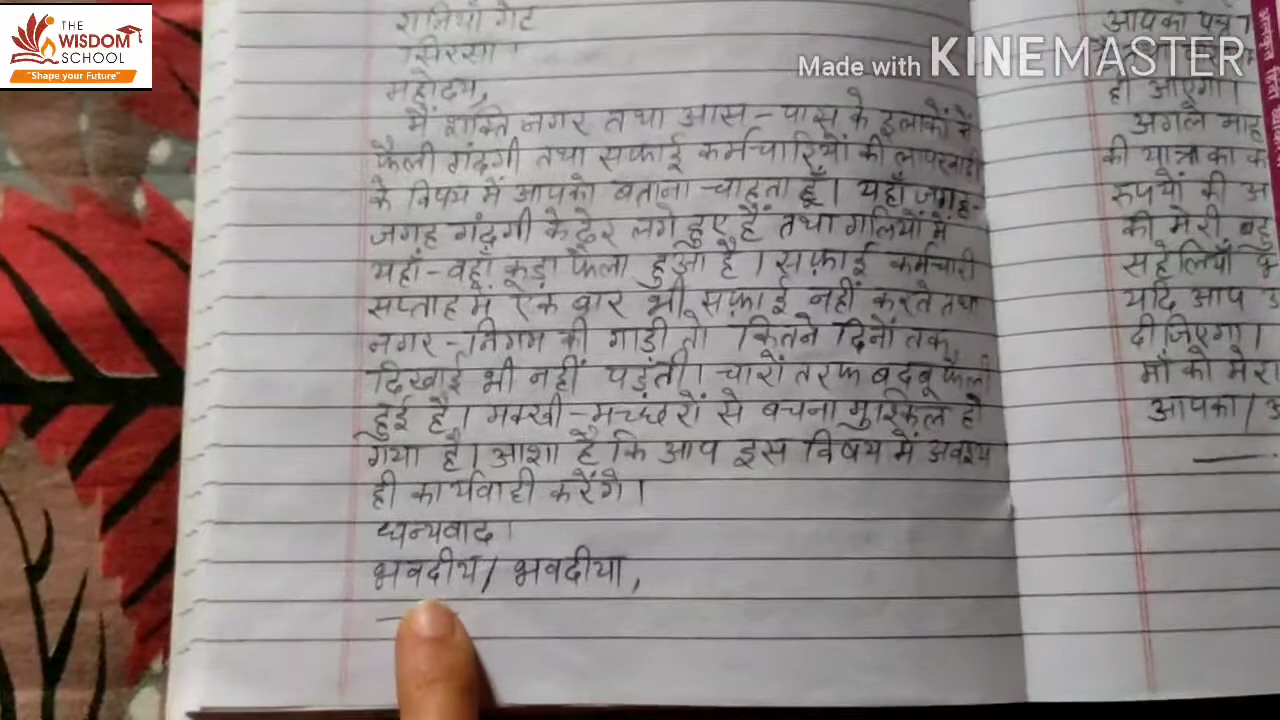 THE
WISDOM
SCHOOL
"Shape your Future"
Made with KINEMASTER
रानियाँ गेट
सिरसा ।
महोदय,
मैं शक्ति नगर तथा आस-पास के इलाकों में
फैली गंदगी तथा सफाई कर्मचारियों की लापरवाही
के विषय में आपको बताना चाहता हूँ। यहाँ जगह-
जगह गंदगी के ढेर लगे हुए हैं तथा गलियों में
यहाँ-वहाँ कूड़ा फैला हुआ है । सफ़ाई कर्मचारी
सप्ताह में एक बार भी सफ़ाई नहीं करते तथा
नगर-निगम की गाड़ी तो कितने दिनों तक
दिखाई भी नहीं पड़ती। चारों तरफ बदबू फैली
हुई है। मक्खी-मच्छरों से बचना मुश्किल हो
गया है। आशा है कि आप इस विषय में अवश्य
ही कार्यवाही करेंगे।
धन्यवाद।
भवदीय/ भवदीया,
आपका पत्र।
हो जाएगा।
अगले माह
की यात्रा का क
रुपयों की अ
की मेरी बहु
सहेलियाँ
यदि आप
दीजिएगा।
माँ को मेरा
आपका/